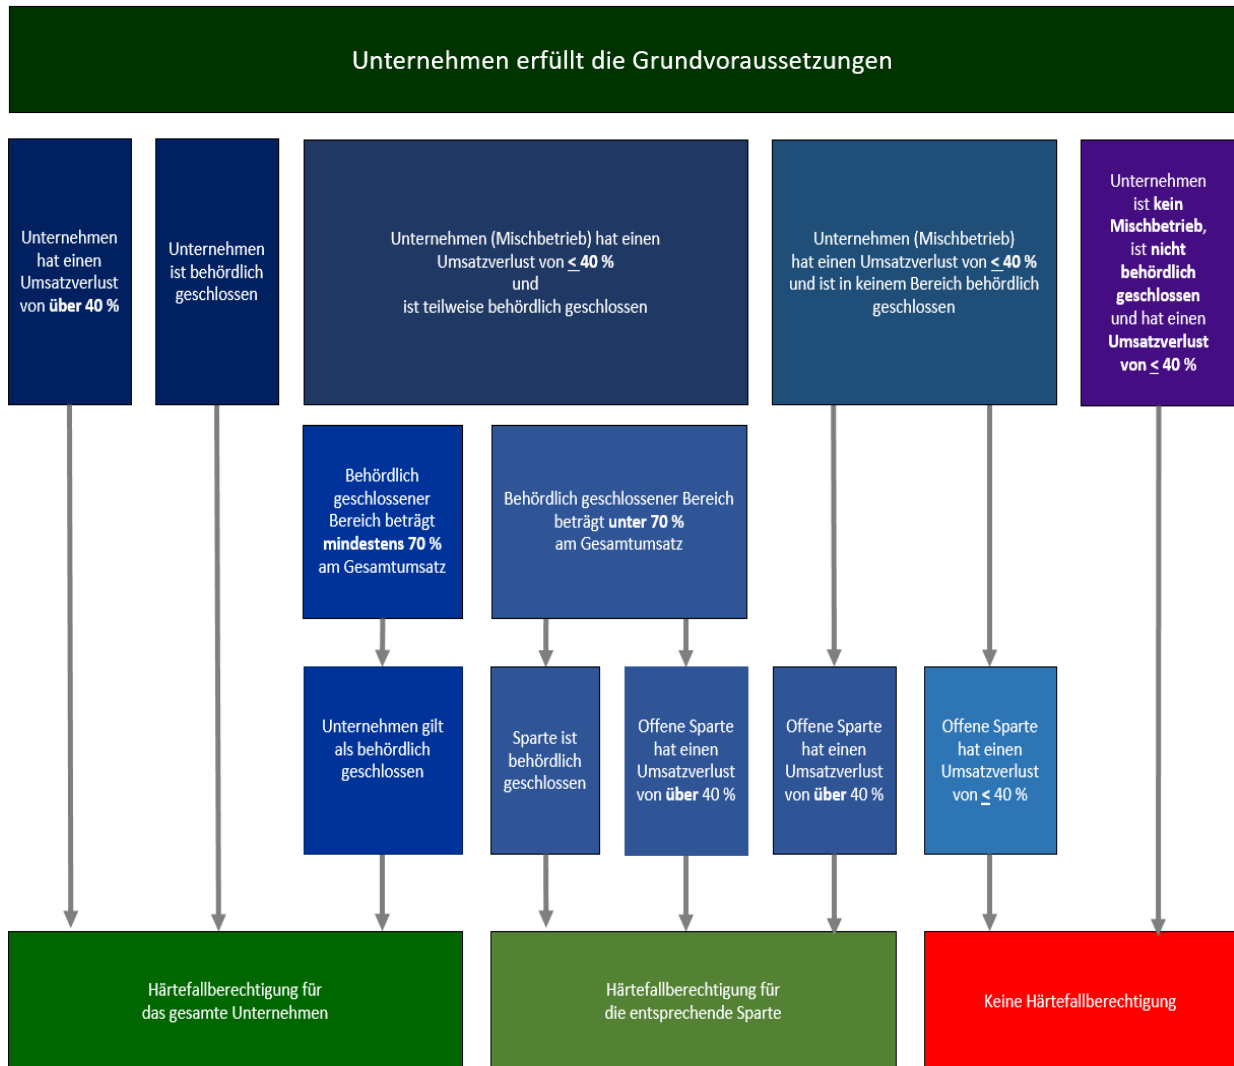 Unternehmen erfüllt die Grundvoraussetzungen
Unternehmen
hat einen
Umsatzverlust
von über 40 %
Unternehmen
ist behördlich
geschlossen
Unternehmen (Mischbetrieb) hat einen
Umsatzverlust von ≤ 40 %
und
ist teilweise behördlich geschlossen
Unternehmen (Mischbetrieb)
hat einen Umsatzverlust von ≤ 40 %
und ist in keinem Bereich behördlich
geschlossen
Unternehmen
ist kein
Mischbetrieb,
ist nicht
behördlich
geschlossen
und hat einen
Umsatzverlust
von ≤ 40 %
Behördlich
geschlossener
Bereich beträgt
mindestens 70 %
am Gesamtumsatz
Behördlich geschlossener Bereich
beträgt unter 70 %
am Gesamtumsatz
Unternehmen gilt
als behördlich
geschlossen
Sparte ist
behördlich
geschlossen
Offene Sparte
hat einen
Umsatzverlust
von über 40 %
Offene Sparte
hat einen
Umsatzverlust
von über 40 %
Offene Sparte
hat einen
Umsatzverlust
von ≤ 40 %
Härtefallberechtigung für
das gesamte Unternehmen
Härtefallberechtigung für
die entsprechende Sparte
Keine Härtefallberechtigung